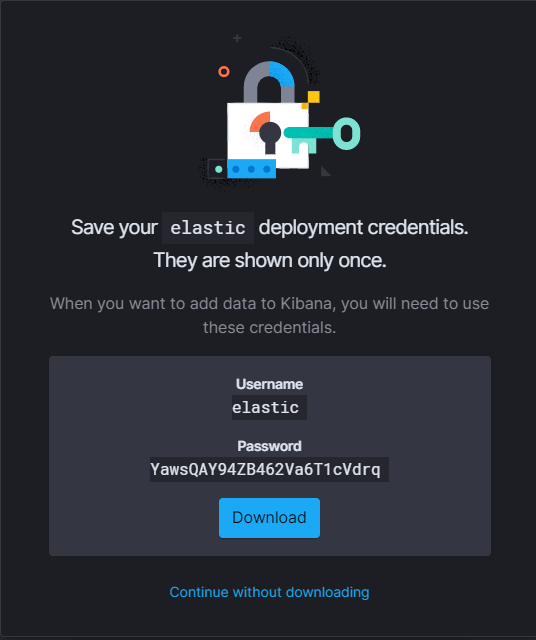 Save your elastic deployment credentials.
They are shown only once.
When you want to add data to Kibana, you will need to use
these credentials.
Username
elastic
Password
YawsQAY94ZB462Va6T1cVdrq
Download
Continue without downloading